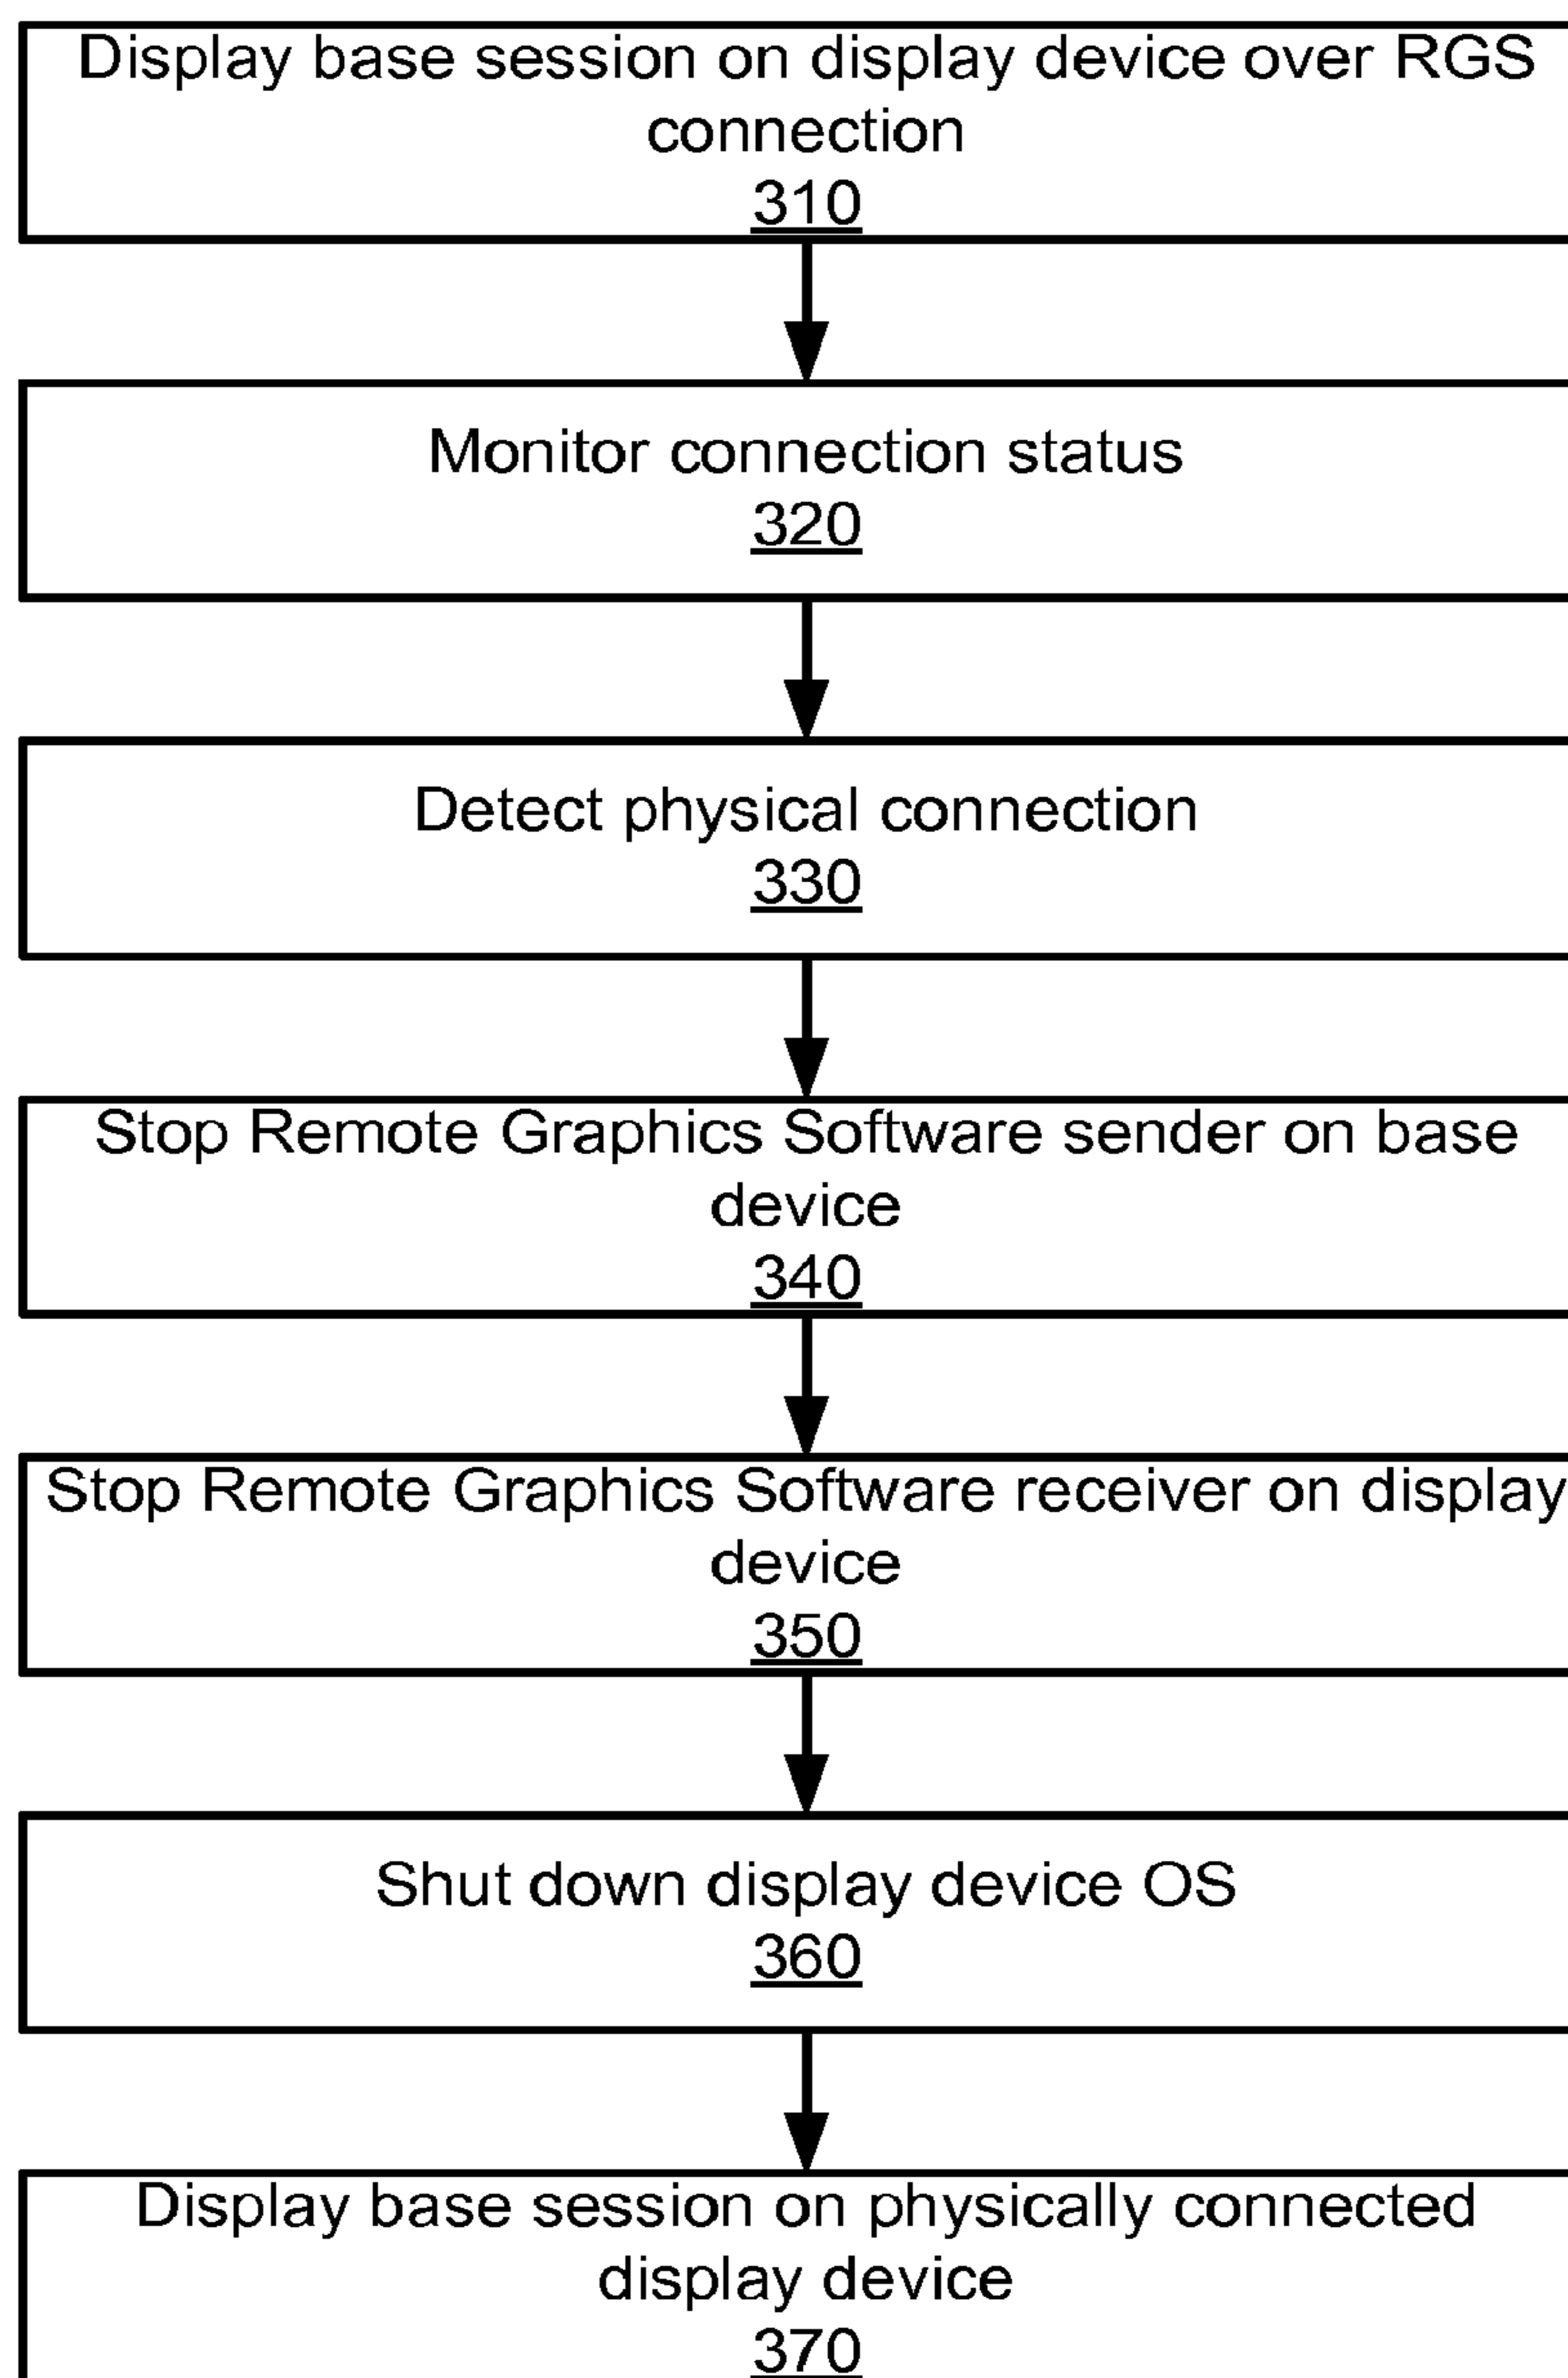 Display base session on display device over RGS
connection
310
Monitor connection status
320
Detect physical connection
330
Stop Remote Graphics Software sender on base
device
340
Stop Remote Graphics Software receiver on display
device
350
Shut down display device OS
360
Display base session on physically connected
display device
370